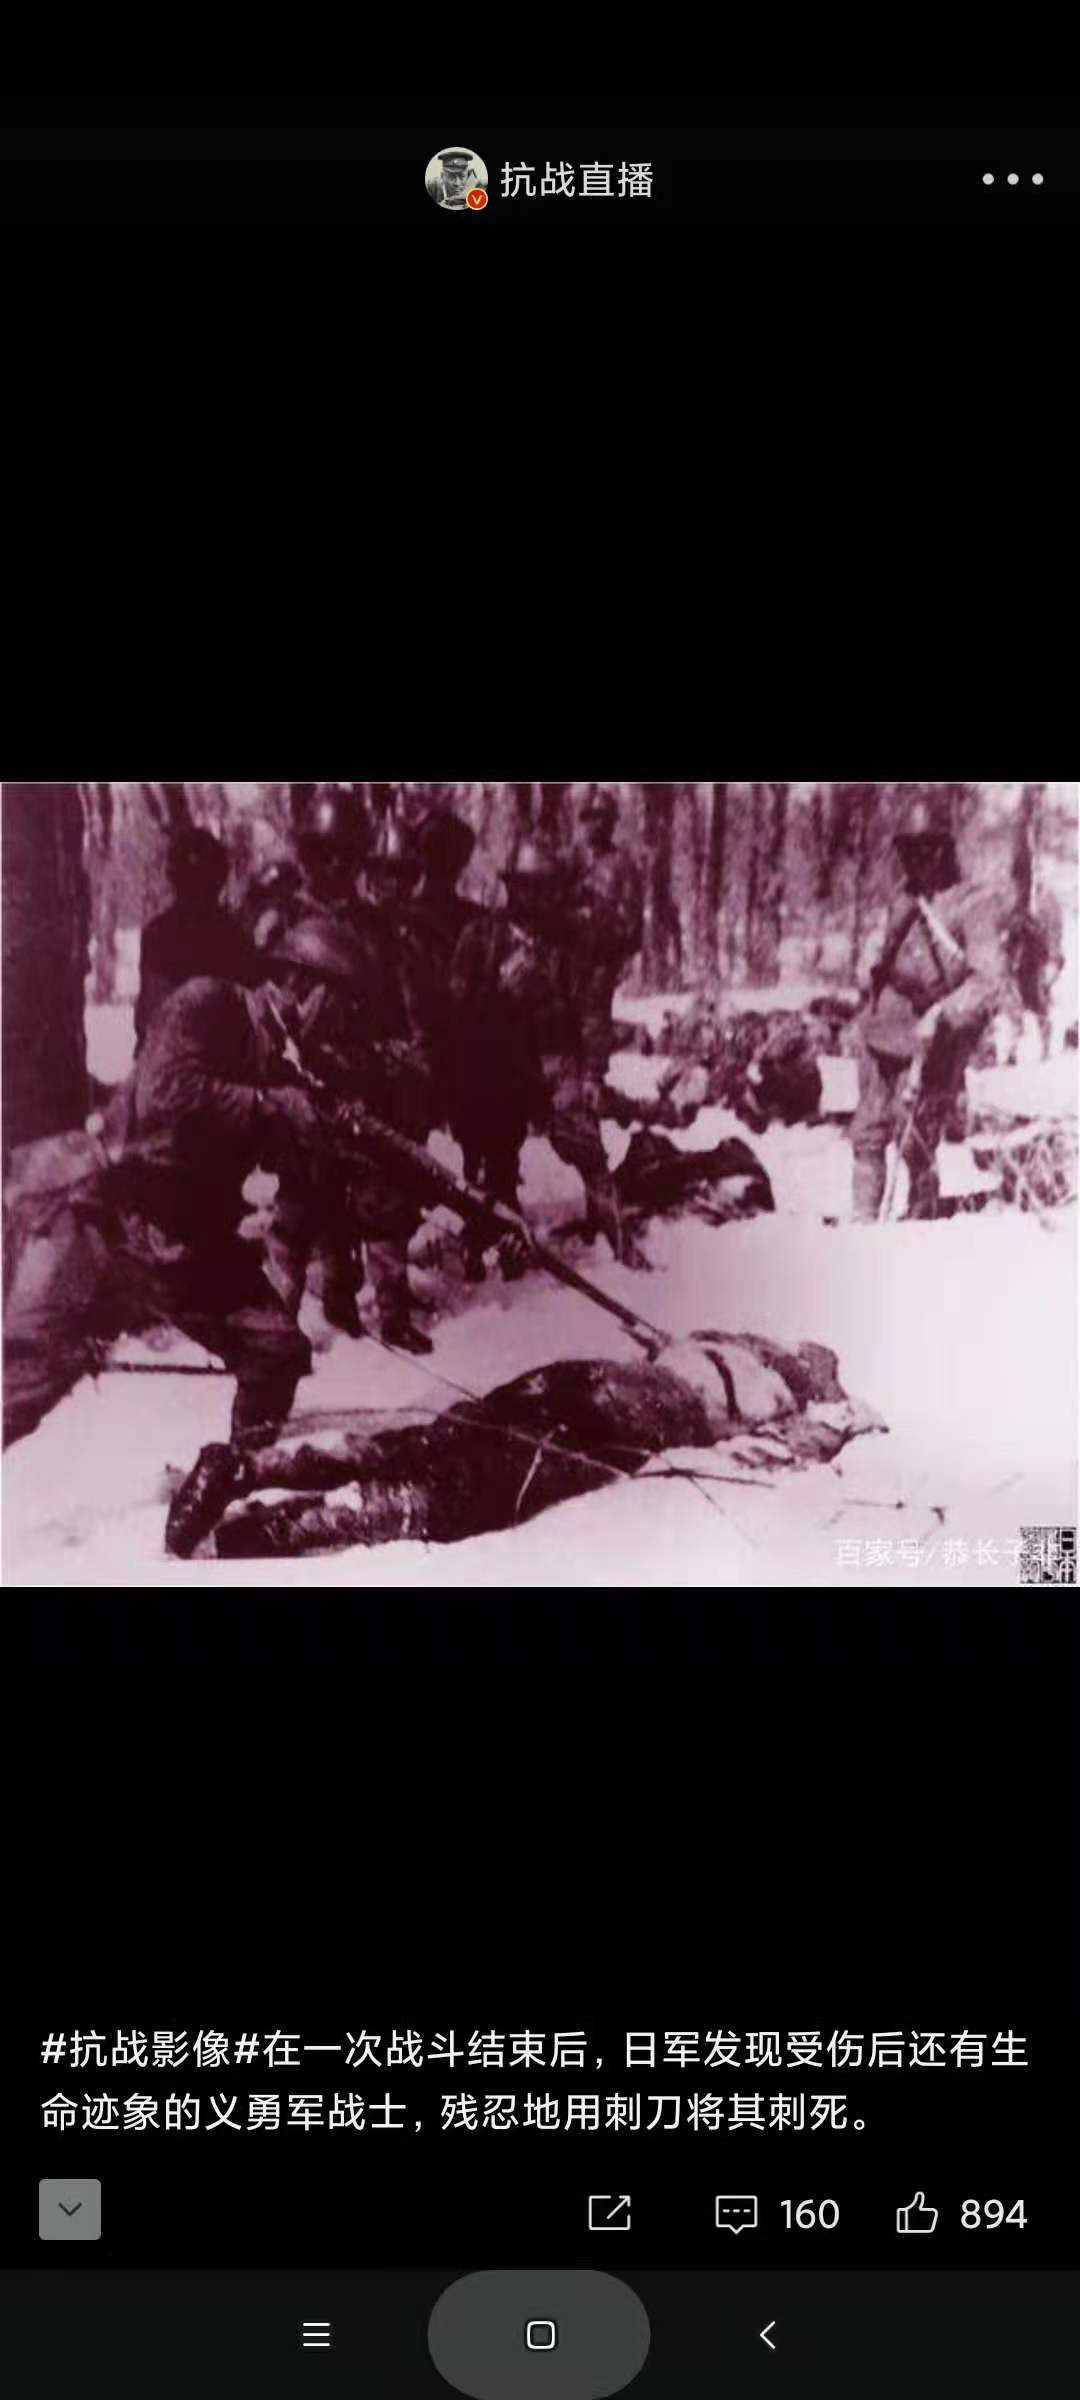 抗战直播
百家号/恭长子
#抗战影像#在一次战斗结束后，日军发现受伤后还有生
命迹象的义勇军战士，残忍地用刺刀将其刺死。
160
894